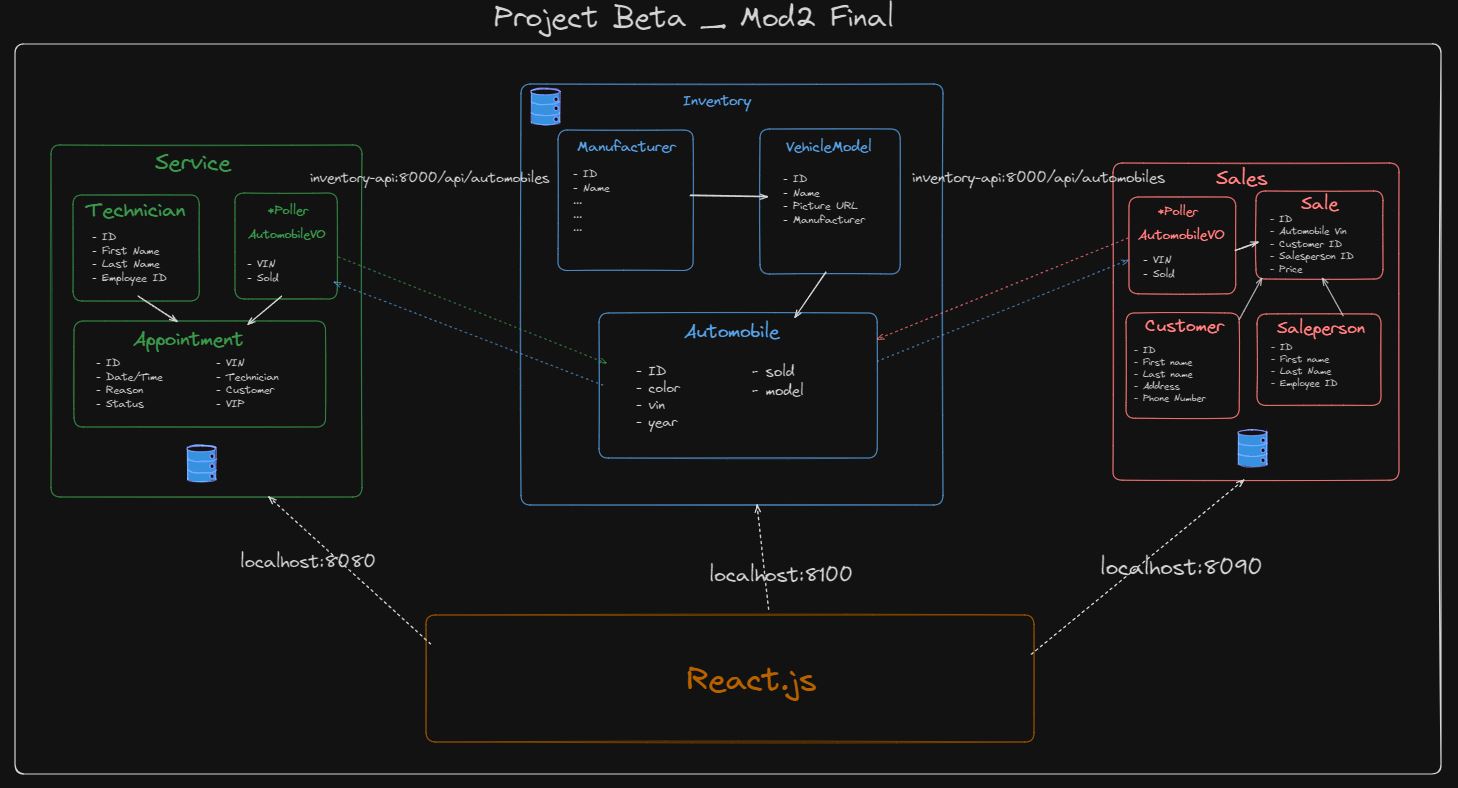 Project Beta _ Mod2 Final
Service
Technician
- ID
- First Name
- Last Name
- Employee ID
*Poller
AutomobileVO
- VIN
- Sold
Appointment
- ID
- Date/Time
- Reason
- Status
- VIN
- Technician
- Customer
- VIP
inventory-api:8000/api/automobiles
Inventory
Manufacturer
- ID
- Name
...
...
...
VehicleModel
- ID
- Name
- Picture URL
- Manufacturer
Automobile
- ID
- color
- vin
- year
- sold
- model
inventory-api:8000/api/automobiles
Sales
*Poller
AutomobileVO
- VIN
- Sold
Sale
- ID
- Automobile Vin
- Customer ID
- Salesperson ID
- Price
Customer
- ID
- First name
- Last name
- Address
- Phone Number
Saleperson
- ID
- First name
- Last Name
- Employee ID
localhost:8080
localhost:8100
localhost:8090
React.js